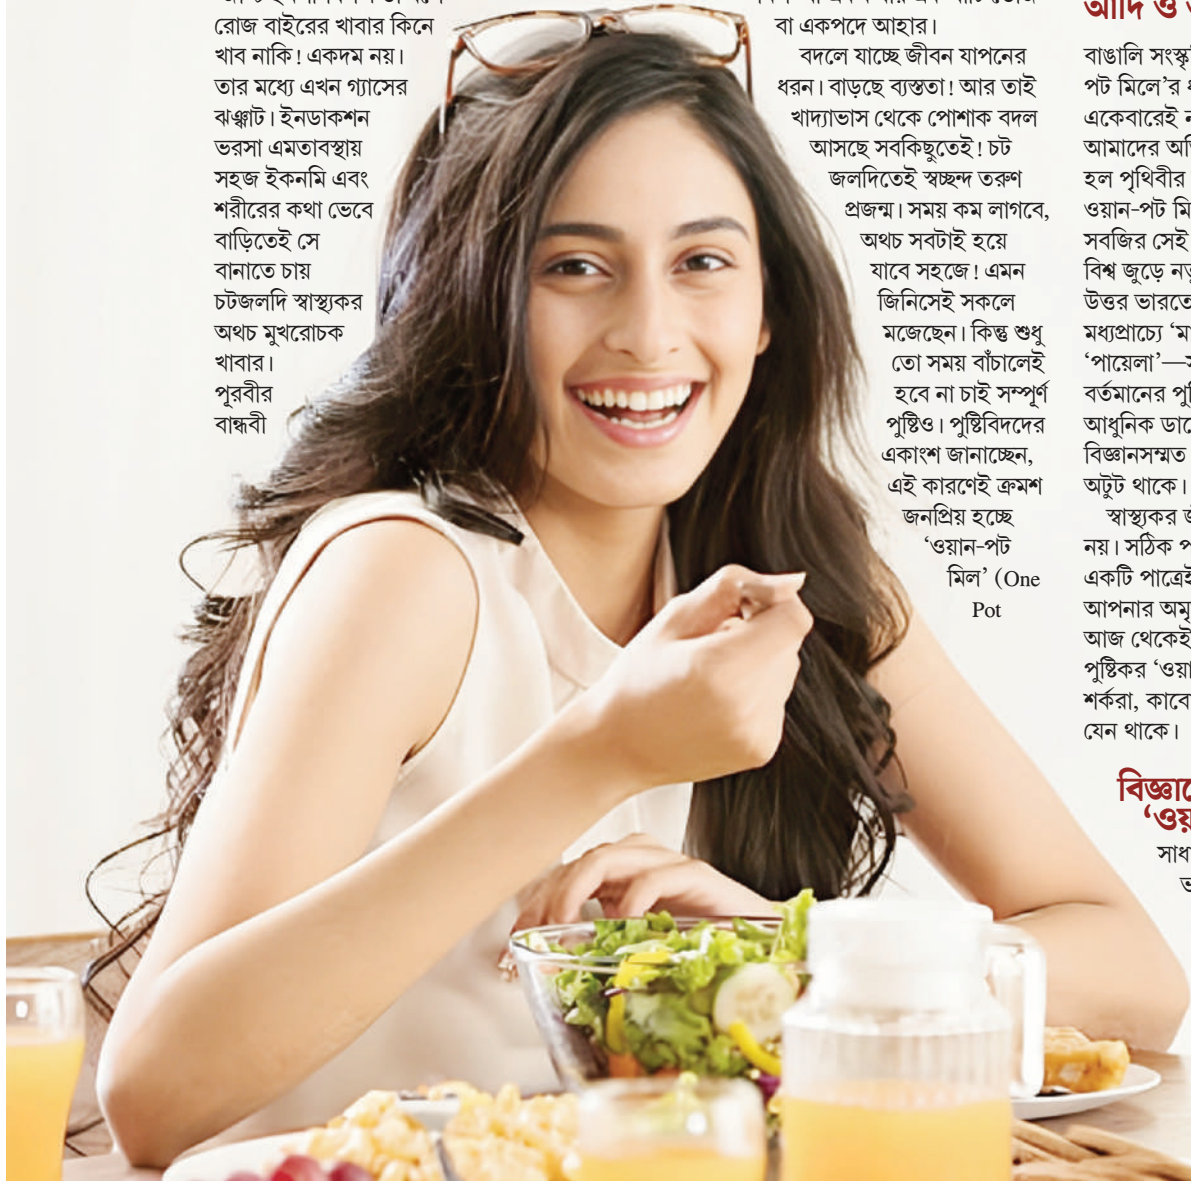 রোজ বাইরের খাবার কিনে
খাব নাকি! একদম নয়।
তার মধ্যে এখন গ্যাসের
ঝঞ্ঝাট। ইনডাকশন
ভরসা এমতাবস্থায়
সহজ ইকনমি এবং
শরীরের কথা ভেবে
বাড়িতেই সে
বানাতে চায়
চটজলদি স্বাস্থ্যকর
অথচ মুখরোচক
খাবার।
পূরবীর
বান্ধবী
বা একপদে আহার।
বদলে যাচ্ছে জীবন যাপনের
ধরন। বাড়ছে ব্যস্ততা! আর তাই
খাদ্যাভাস থেকে পোশাক বদল
আসছে সবকিছুতেই! চট
জলদিতেই স্বচ্ছন্দ তরুণ
প্রজন্ম। সময় কম লাগবে,
অথচ সবটাই হয়ে
যাবে সহজে! এমন
জিনিসেই সকলে
মজেছেন। কিন্তু শুধু
তো সময় বাঁচালেই
হবে না চাই সম্পূর্ণ
পুষ্টিও। পুষ্টিবিদদের
একাংশ জানাচ্ছেন,
এই কারণেই ক্রমশ
জনপ্রিয় হচ্ছে
‘ওয়ান-পট
মিল’ (One
Pot
আদি ও
বাঙালি
পট মিলে’র
একেবারেই
আমাদের
হল পৃথিবীর
ওয়ান-পট
সবজির সেই
বিশ্ব জুড়ে
উত্তর
মধ্যপ্রাচ্যে
‘পায়েলা’—
বর্তমানের
আধুনিক
বিজ্ঞানসম্মত
অটুট থাকে।
স্বাস্থ্যকর
নয়। সঠিক
একটি
আপনার
আজ থেকেই
পুষ্টিকর
শর্করা,
যেন থাকে।